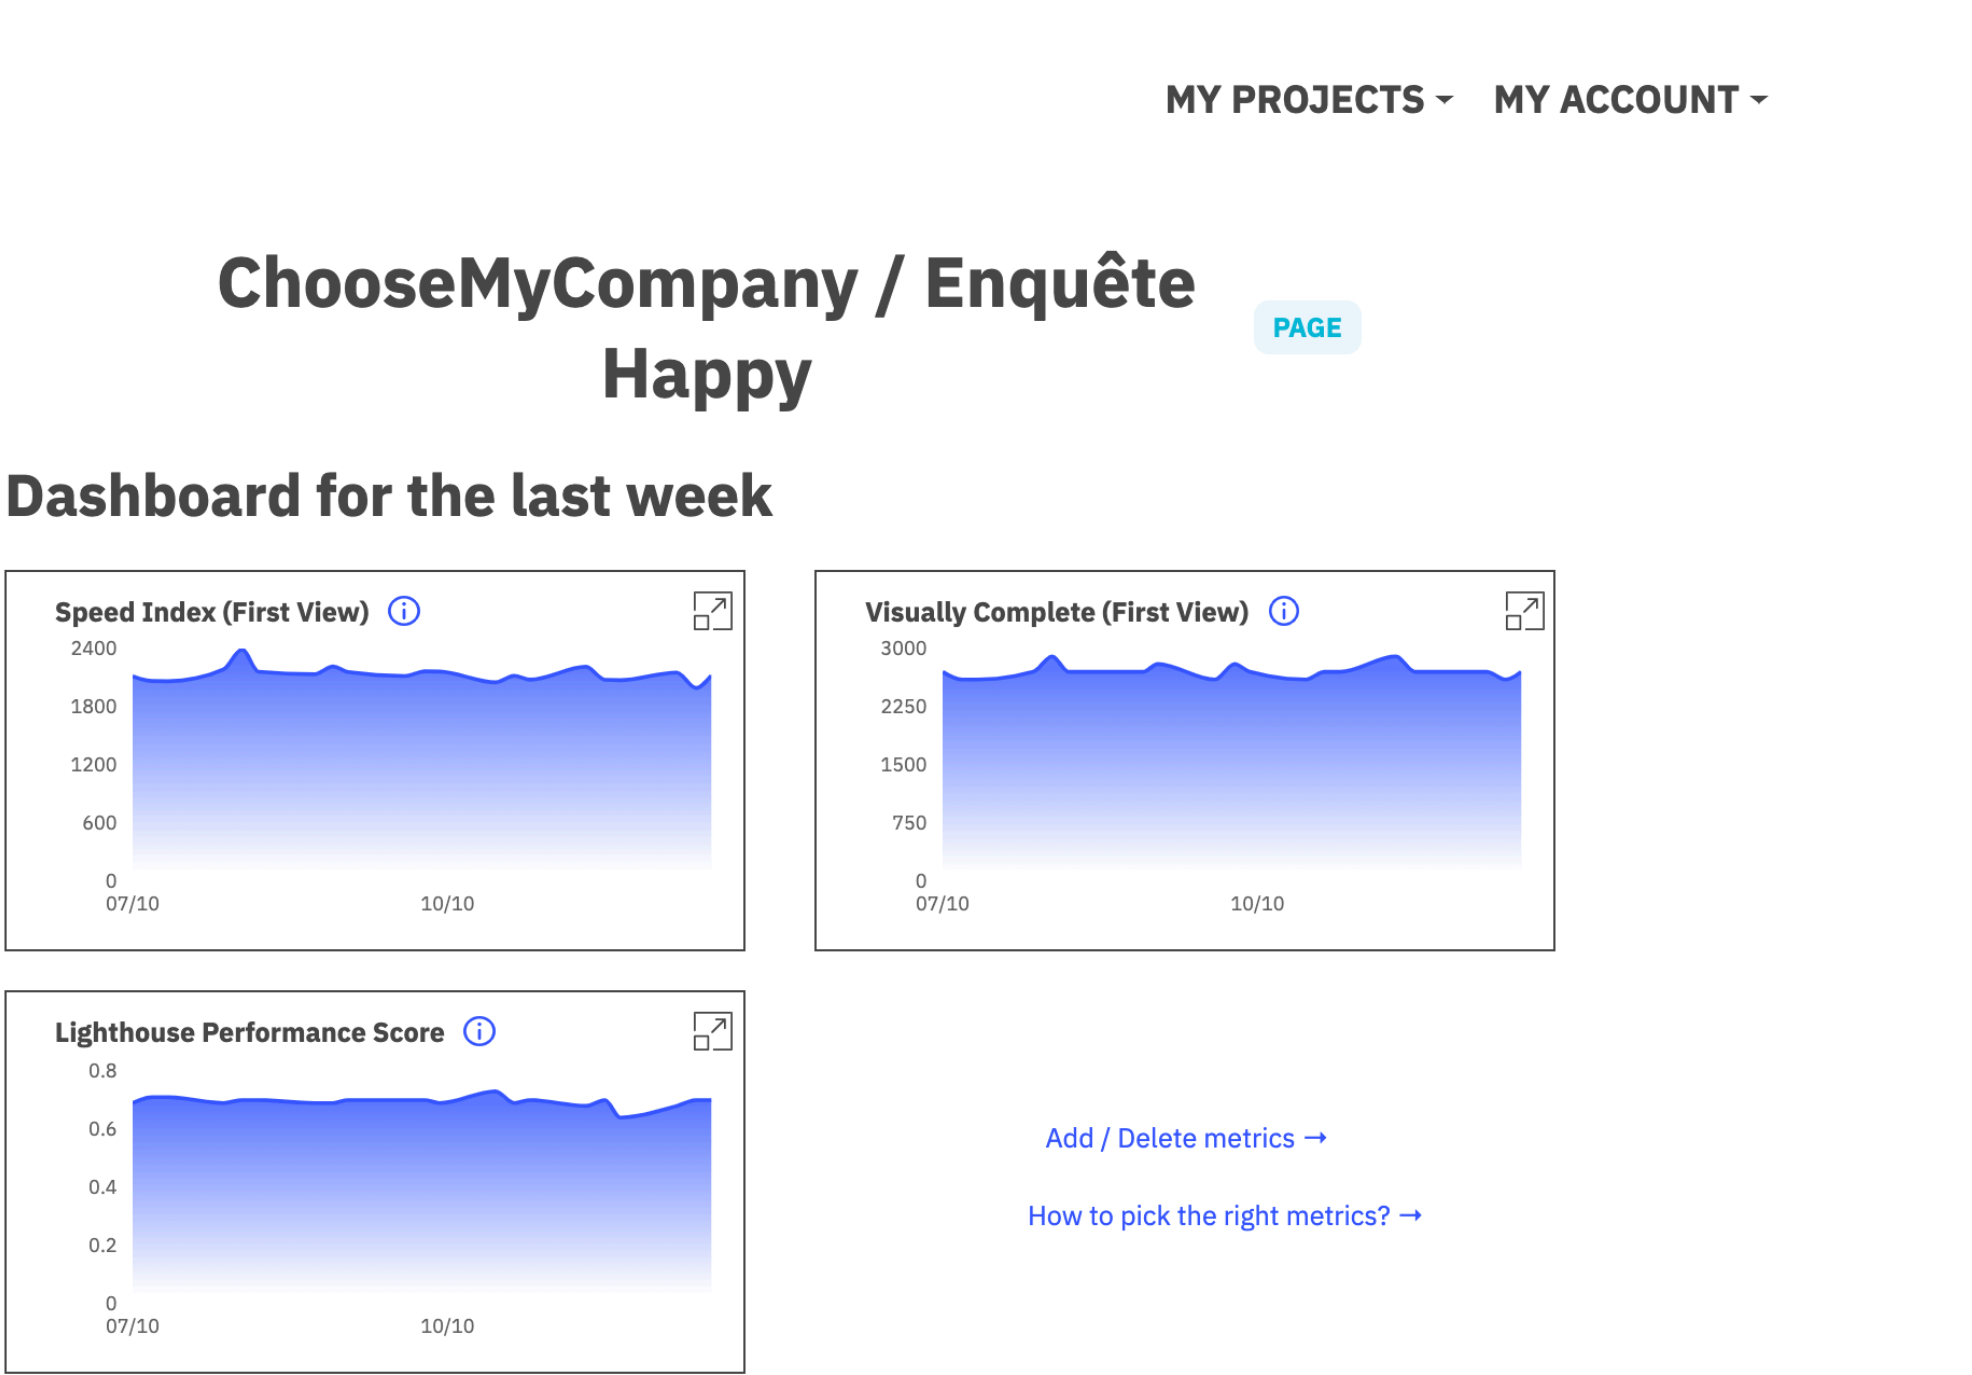 MY PROJECTS
MY ACCOUNT
ChooseMyCompany / Enquête
Happy
PAGE
Dashboard for the last week
Speed Index (First View)
2400
1800
1200
600
0
07/10
10/10
Visually Complete (First View)
3000
2250
1500
750
0
07/10
10/10
Lighthouse Performance Score
0.8
0.6
0.4
0.2
0
07/10
10/10
Add / Delete metrics →
How to pick the right metrics? →